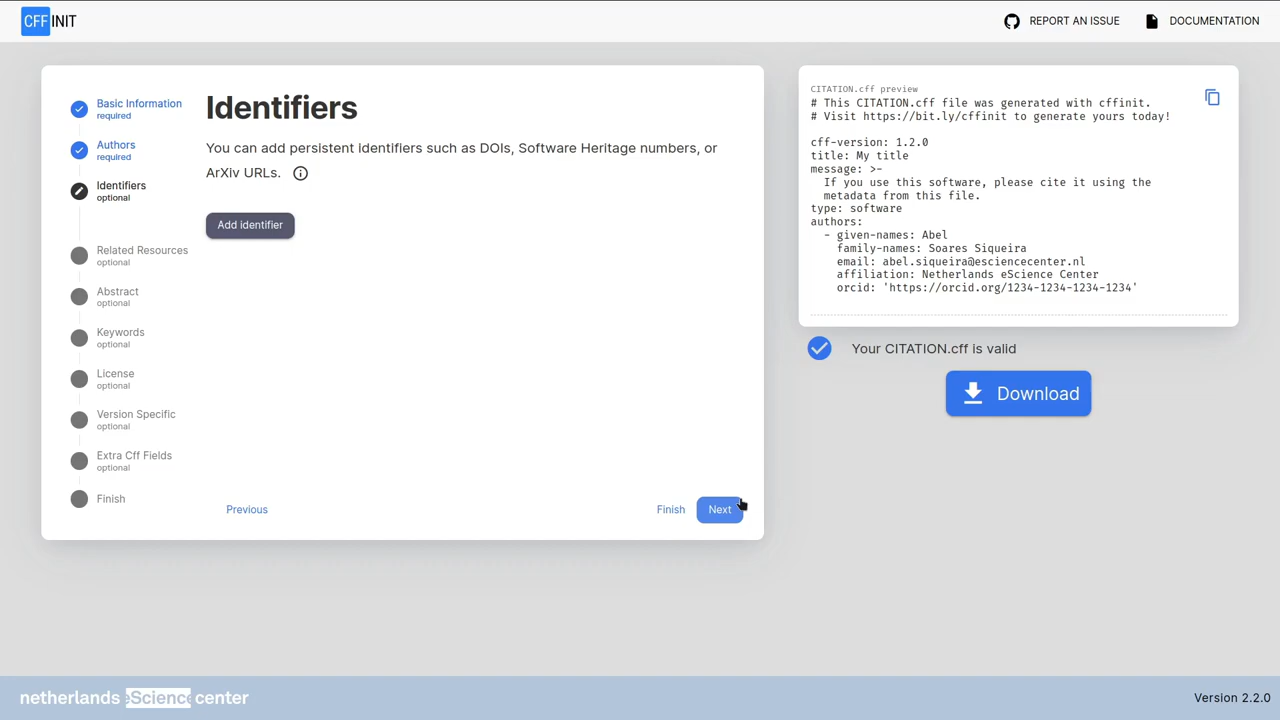 CFF INIT
REPORT AN ISSUE
DOCUMENTATION
Basic Information
required
Authors
required
Identifiers
optional
Related Resources
optional
Abstract
optional
Keywords
optional
License
optional
Version Specific
optional
Extra Cff Fields
optional
Finish
Identifiers
You can add persistent identifiers such as DOIs, Software Heritage numbers, or
ArXiv URLs.
Add identifier
Previous
Finish
Next
CITATION.cff preview
# This CITATION.cff file was generated with cffinit.
# Visit https://bit.ly/cffinit to generate yours today!
cff-version: 1.2.0
title: My title
message: >-
  If you use this software, please cite it using the
  metadata from this file.
type: software
authors:
  - given-names: Abel
    family-names: Soares Siqueira
    email: abel.siqueira@esciencecenter.nl
    affiliation: Netherlands eScience Center
    orcid: 'https://orcid.org/1234-1234-1234-1234'
Your CITATION.cff is valid
Download
netherlands eScience center
Version 2.2.0